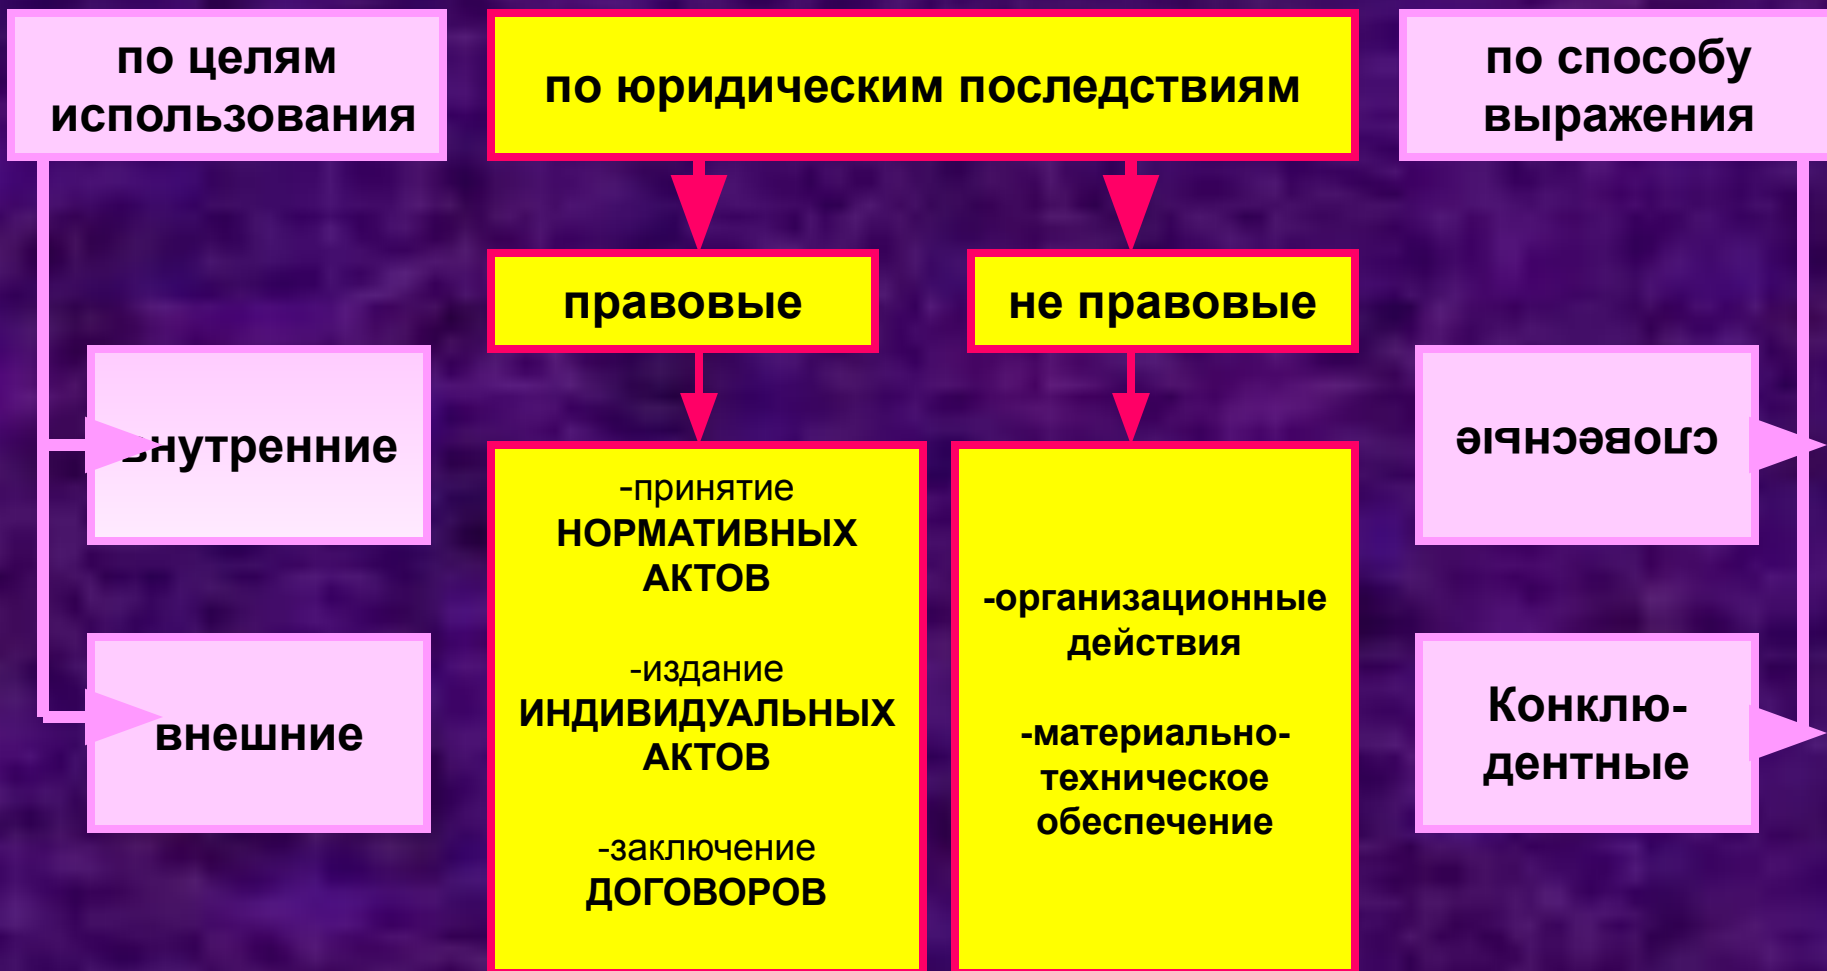 по целям
использования
по юридическим последствиям
по способу
выражения
правовые
не правовые
внутренние
словесные
внешние
Конклю-
дентные
-принятие
НОРМАТИВНЫХ
АКТОВ
-издание
ИНДИВИДУАЛЬНЫХ
АКТОВ
-заключение
ДОГОВОРОВ
-организационные
действия
-материально-
техническое
обеспечение